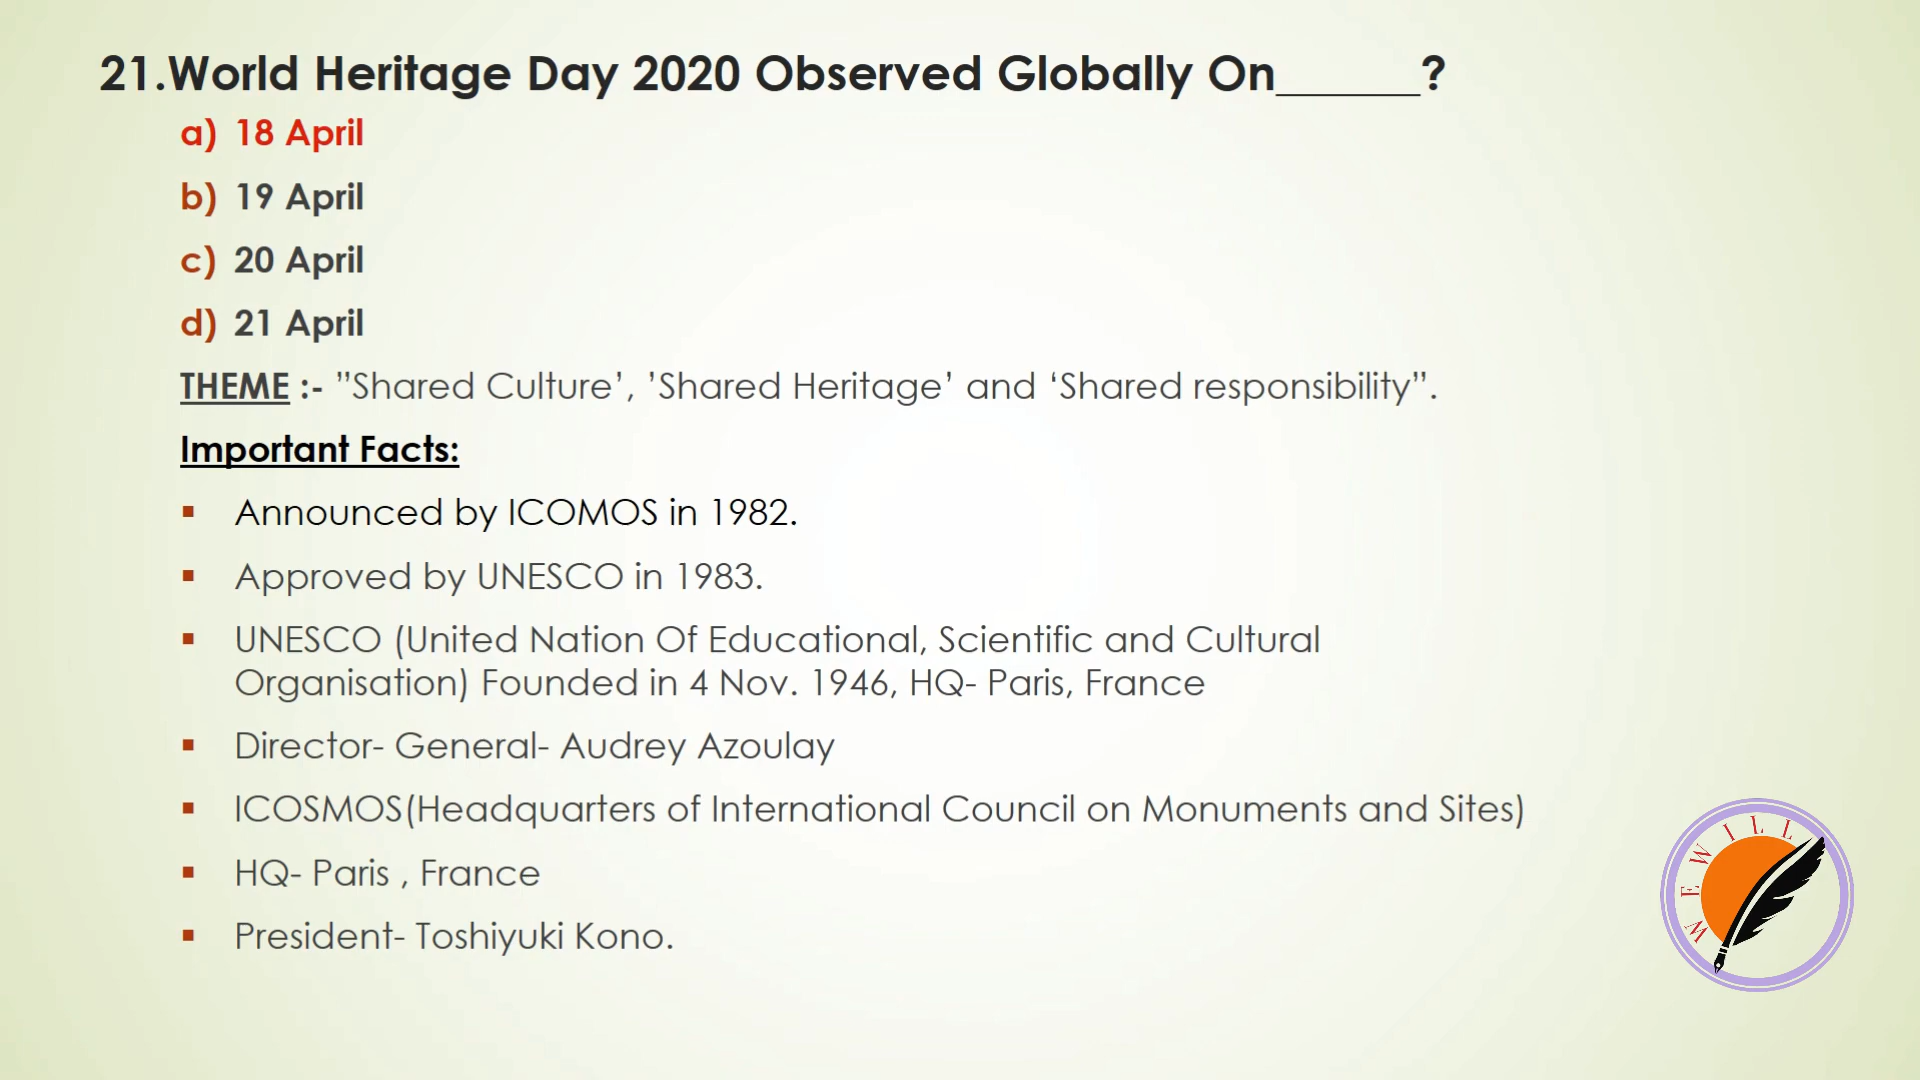 21.World Heritage Day 2020 Observed Globally On______?
a) 18 April
b) 19 April
c) 20 April
d) 21 April
THEME :- ”Shared Culture’, ’Shared Heritage’ and ‘Shared responsibility”.
Important Facts:
▪ Announced by ICOMOS in 1982.
▪ Approved by UNESCO in 1983.
▪ UNESCO (United Nation Of Educational, Scientific and Cultural
Organisation) Founded in 4 Nov. 1946, HQ- Paris, France
▪ Director- General- Audrey Azoulay
▪ ICOSMOS(Headquarters of International Council on Monuments and Sites)
▪ HQ- Paris , France
▪ President- Toshiyuki Kono.
WE WILL